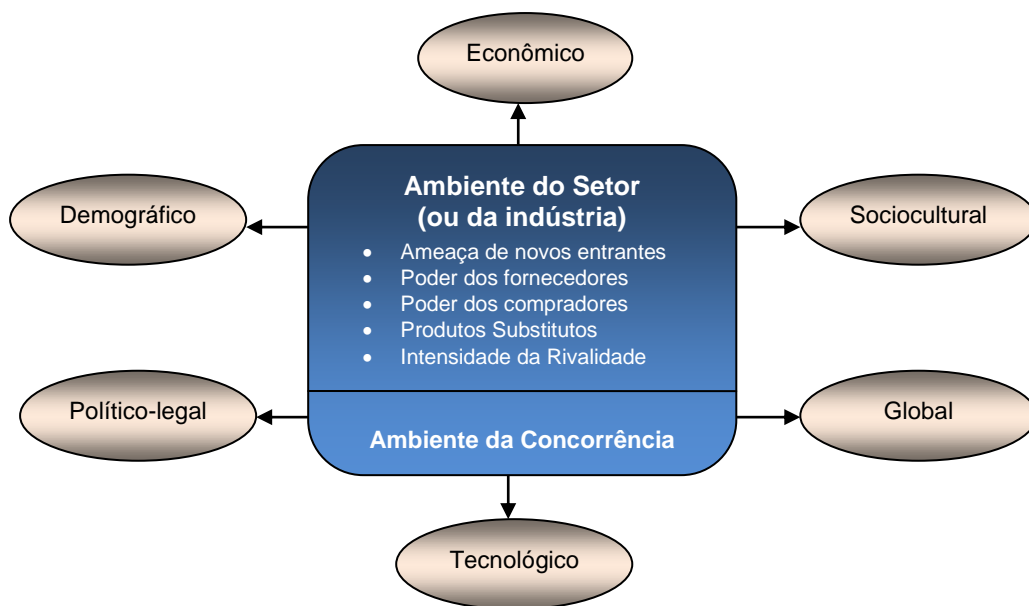 Econômico
Ambiente do Setor
(ou da indústria)
Demográfico
Sociocultural
• Ameaça de novos entrantes
• Poder dos fornecedores
• Poder dos compradores
• Produtos Substitutos
• Intensidade da Rivalidade
Político-legal
Global
Ambiente da Concorrência
Tecnológico